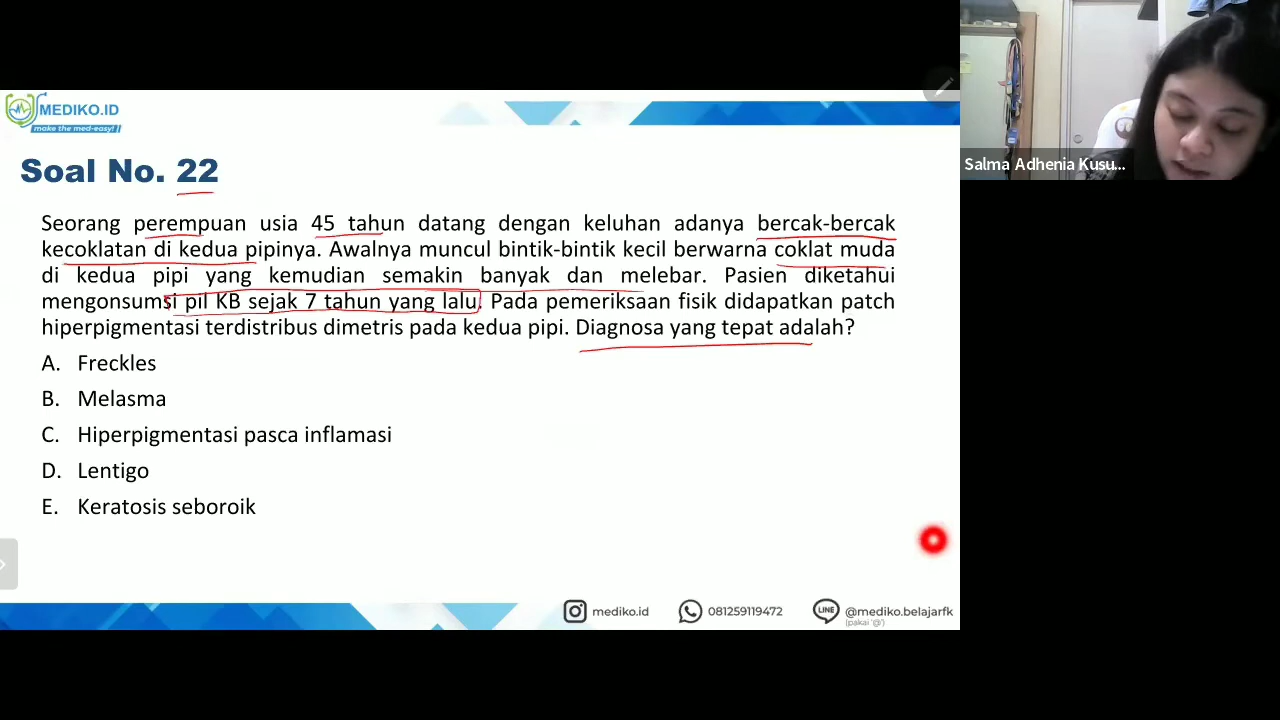 MEDIKO.ID
make the med-easy!
Salma Adhenia Kusu...
Soal No. 22
Seorang perempuan usia 45 tahun datang dengan keluhan adanya bercak-bercak
kecoklatan di kedua pipinya. Awalnya muncul bintik-bintik kecil berwarna coklat muda
di kedua pipi yang kemudian semakin banyak dan melebar. Pasien diketahui
mengonsumsi pil KB sejak 7 tahun yang lalu. Pada pemeriksaan fisik didapatkan patch
hiperpigmentasi terdistribus dimetris pada kedua pipi. Diagnosa yang tepat adalah?
A. Freckles
B. Melasma
C. Hiperpigmentasi pasca inflamasi
D. Lentigo
E. Keratosis seboroik
mediko.id
081259119472
LINE
@mediko.belajarfk
(pakai '@')